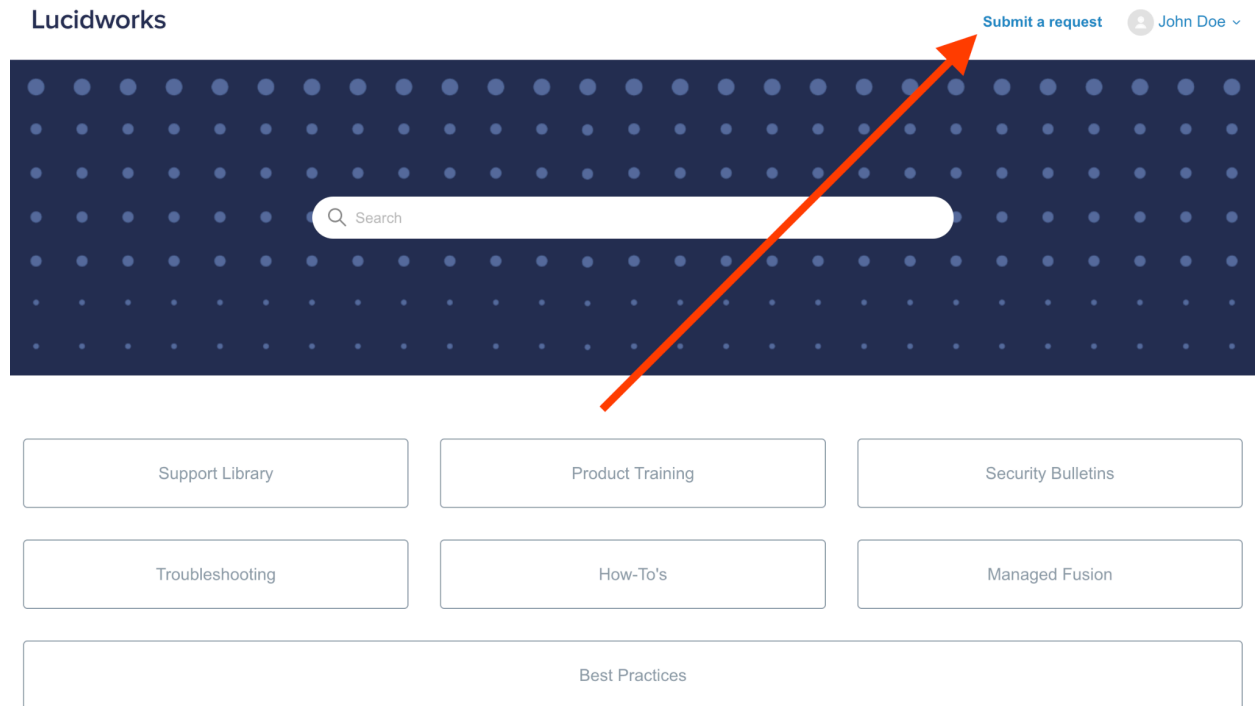 Lucidworks
Submit a request
John Doe
Search
Support Library
Product Training
Security Bulletins
Troubleshooting
How-To's
Managed Fusion
Best Practices